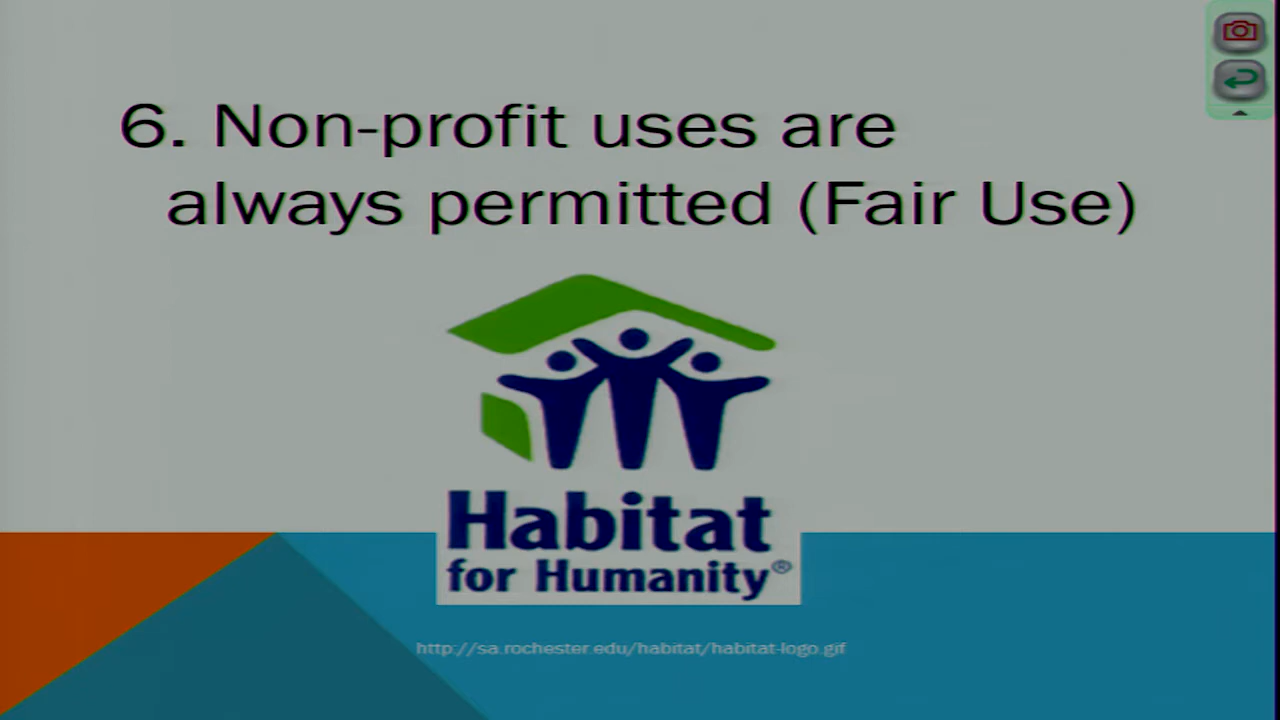 6. Non-profit uses are
always permitted (Fair Use)
Habitat
for Humanity®
http://sa.rochester.edu/habitat/habitat-logo.gif